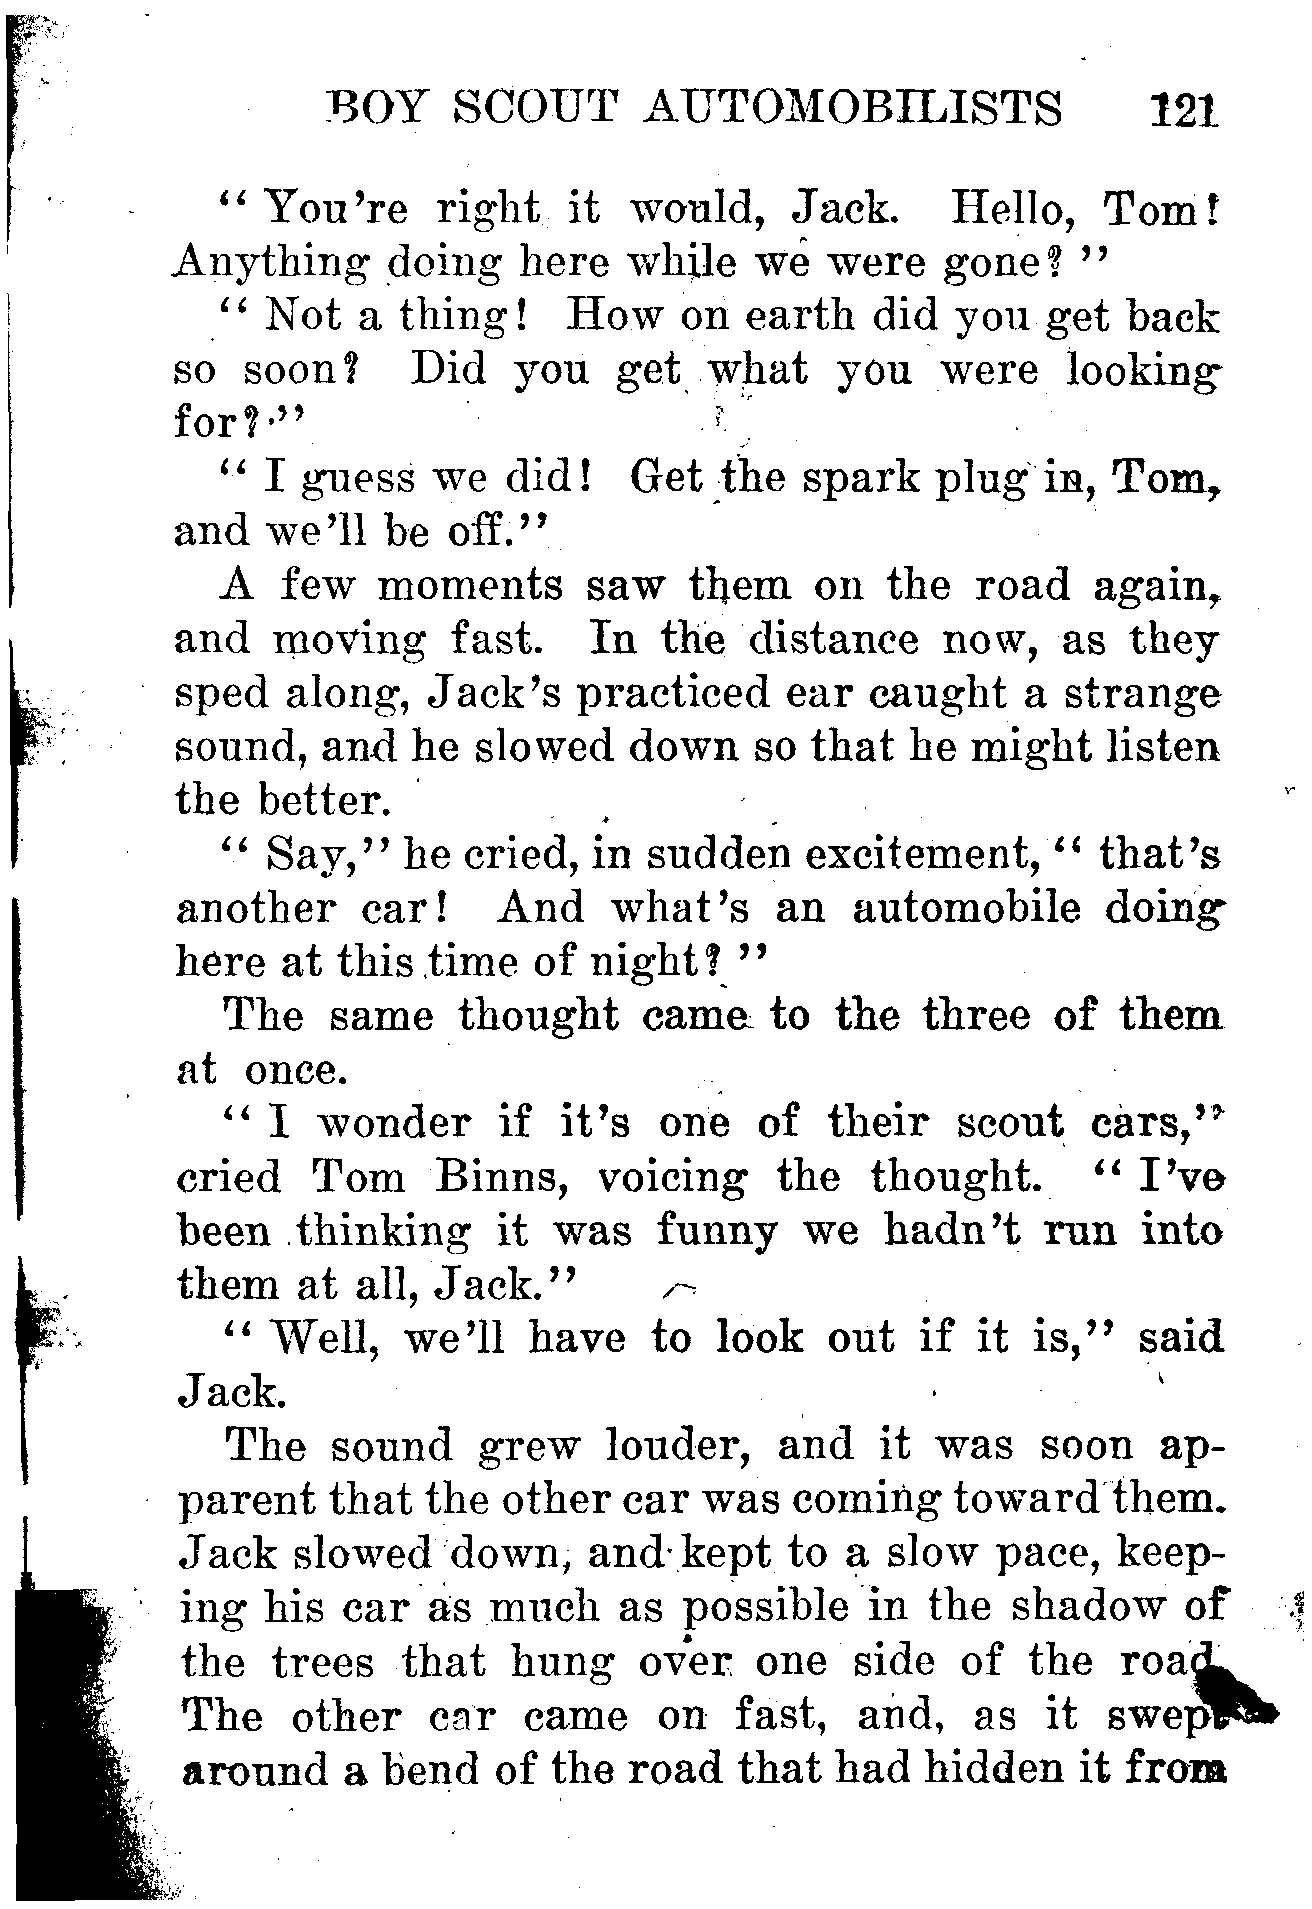 BOY SCOUT AUTOMOBILISTS 121
“ You’re right it would, Jack. Hello, Tom!
Anything doing here while we were gone? ”
“ Not a thing! How on earth did you get back
so soon? Did you get what you were looking
for? ”
“ I guess we did! Get the spark plug in, Tom,
and we’ll be off.”
A few moments saw them on the road again,
and moving fast. In the distance now, as they
sped along, Jack’s practiced ear caught a strange
sound, and he slowed down so that he might listen
the better.
“ Say,” he cried, in sudden excitement, “ that’s
another car! And what’s an automobile doing
here at this time of night? ”
The same thought came to the three of them
at once.
“ I wonder if it’s one of their scout cars,”
cried Tom Binns, voicing the thought. “ I’ve
been thinking it was funny we hadn’t run into
them at all, Jack.”
“ Well, we’ll have to look out if it is,” said
Jack.
The sound grew louder, and it was soon ap-
parent that the other car was coming toward them.
Jack slowed down, and kept to a slow pace, keep-
ing his car as much as possible in the shadow of
the trees that hung over one side of the road.
The other car came on fast, and, as it swept
around a bend of the road that had hidden it from